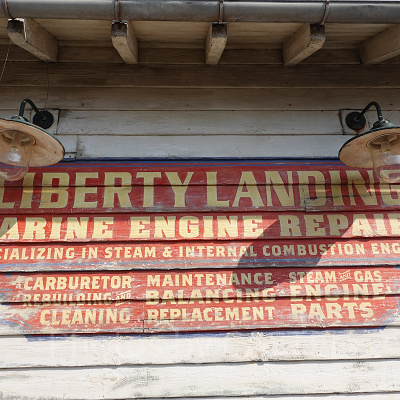 LIBERTY LANDING
ARINE ENGINE REPAIR
CIALIZING IN STEAM & INTERNAL COMBUSTION ENG
CARBURETOR MAINTENANCE STEAM AND GAS
REBUILDING AND BALANCING ENGINE
CLEANING REPLACEMENT PARTS